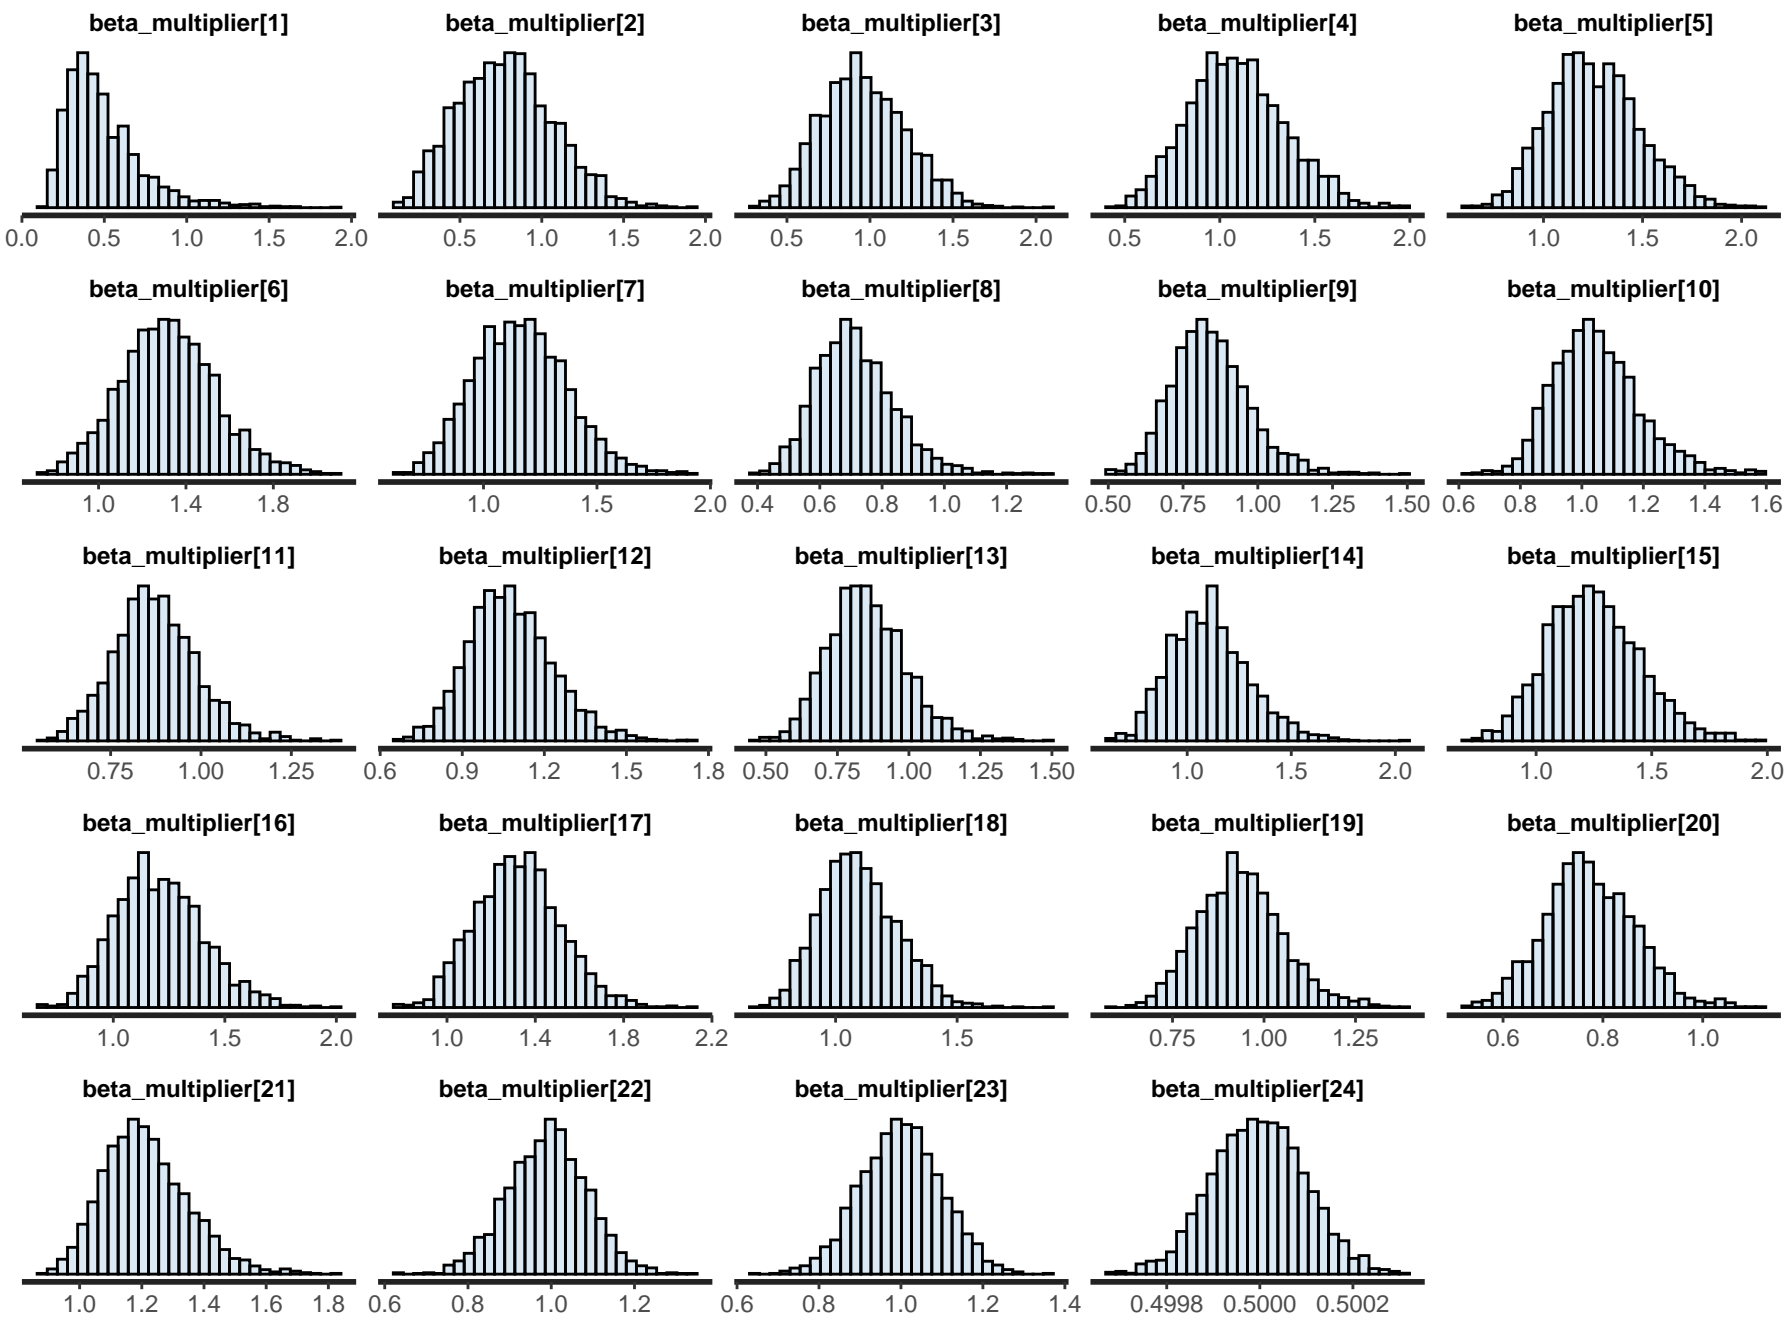 beta_multiplier[1] beta_multiplier[2] beta_multiplier[3] beta_multiplier[4] beta_multiplier[5]
0.0 0.5 1.0 1.5 2.0 0.5 1.0 1.5 2.0 0.5 1.0 1.5 2.0 0.5 1.0 1.5 2.0 1.0 1.5 2.0
beta_multiplier[6] beta_multiplier[7] beta_multiplier[8] beta_multiplier[9] beta_multiplier[10]
1.0 1.4 1.8 1.0 1.5 2.0 0.4 0.6 0.8 1.0 1.2 0.50 0.75 1.00 1.25 1.50 0.6 0.8 1.0 1.2 1.4 1.6
beta_multiplier[11] beta_multiplier[12] beta_multiplier[13] beta_multiplier[14] beta_multiplier[15]
0.75 1.00 1.25 0.6 0.9 1.2 1.5 1.8 0.50 0.75 1.00 1.25 1.50 1.0 1.5 2.0 1.0 1.5 2.0
beta_multiplier[16] beta_multiplier[17] beta_multiplier[18] beta_multiplier[19] beta_multiplier[20]
1.0 1.5 2.0 1.0 1.4 1.8 2.2 1.0 1.5 0.75 1.00 1.25 0.6 0.8 1.0
beta_multiplier[21] beta_multiplier[22] beta_multiplier[23] beta_multiplier[24]
1.0 1.2 1.4 1.6 1.8 0.6 0.8 1.0 1.2 0.6 0.8 1.0 1.2 1.4 0.4998 0.5000 0.5002